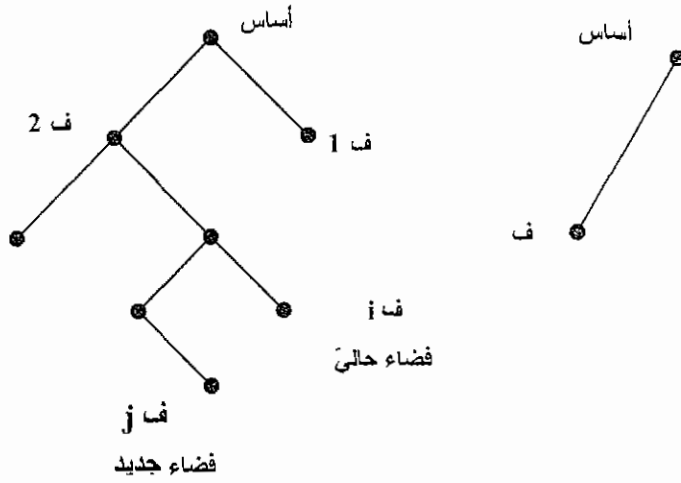 أساس
أساس
ف 2
ف 1
ف
ف i
فضاء حاليّ
ف j
فضاء جديد